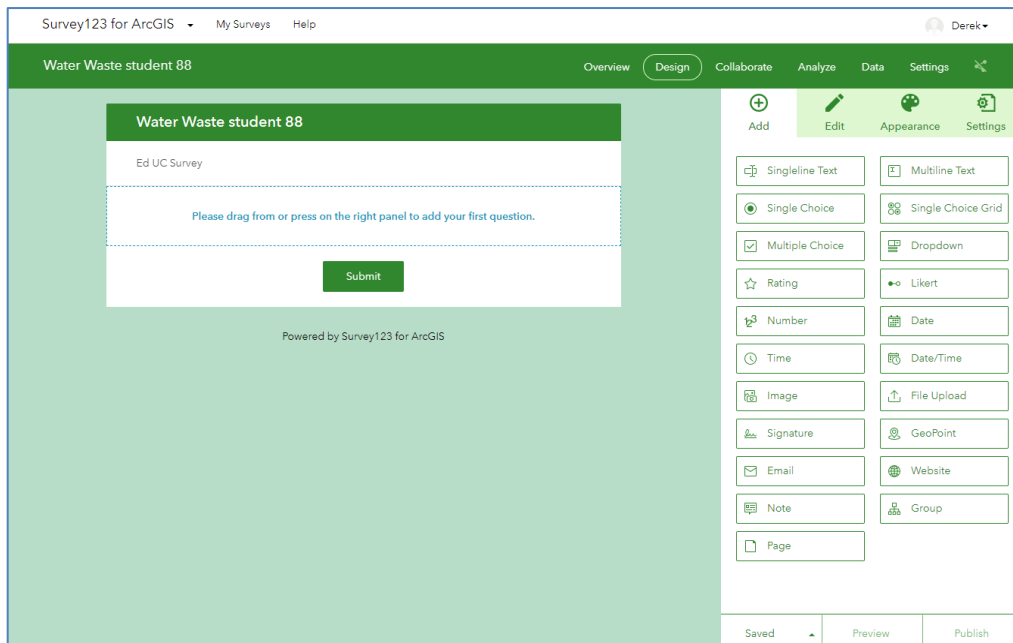 Survey123 for ArcGIS My Surveys Help Derek
Water Waste student 88 Overview Design Collaborate Analyze Data Settings
Add Edit Appearance Settings
Water Waste student 88
Ed UC Survey
Please drag from or press on the right panel to add your first question.
Submit
Powered by Survey123 for ArcGIS
Singleline Text Multiline Text
Single Choice Single Choice Grid
Multiple Choice Dropdown
Rating Likert
Number Date
Time Date/Time
Image File Upload
Signature GeoPoint
Email Website
Note Group
Page
Saved Preview Publish